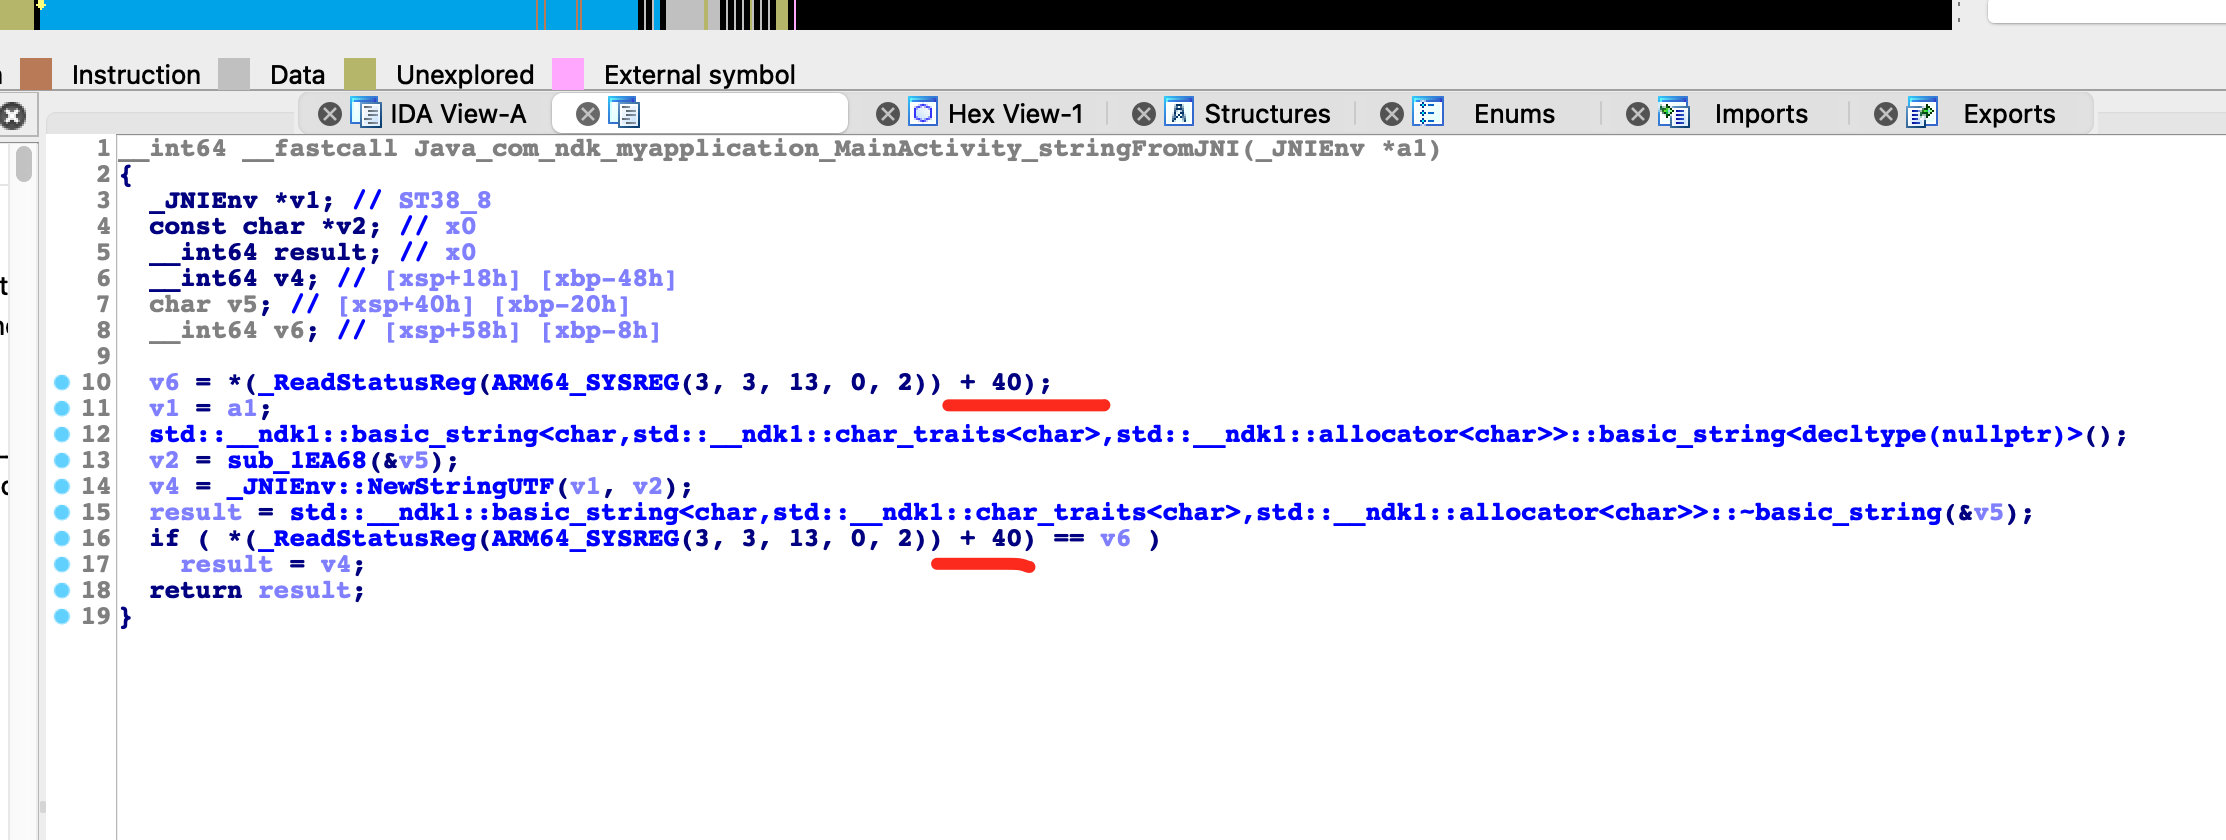 Instruction Data Unexplored External symbol
IDA View-A Hex View-1 Structures Enums Imports Exports
1 __int64 __fastcall Java_com_ndk_myapplication_MainActivity_stringFromJNI(_JNIEnv *a1)
2 {
3 _JNIEnv *v1; // ST38_8
4 const char *v2; // x0
5 __int64 result; // x0
6 __int64 v4; // [xsp+18h] [xbp-48h]
7 char v5; // [xsp+40h] [xbp-20h]
8 __int64 v6; // [xsp+58h] [xbp-8h]
9
10 v6 = *(_ReadStatusReg(ARM64_SYSREG(3, 3, 13, 0, 2)) + 40);
11 v1 = a1;
12 std::__ndk1::basic_string<char,std::__ndk1::char_traits<char>,std::__ndk1::allocator<char>>::basic_string<decltype(nullptr)>();
13 v2 = sub_1EA68(&v5);
14 v4 = _JNIEnv::NewStringUTF(v1, v2);
15 result = std::__ndk1::basic_string<char,std::__ndk1::char_traits<char>,std::__ndk1::allocator<char>>::~basic_string(&v5);
16 if ( *(_ReadStatusReg(ARM64_SYSREG(3, 3, 13, 0, 2)) + 40) == v6 )
17 result = v4;
18 return result;
19 }